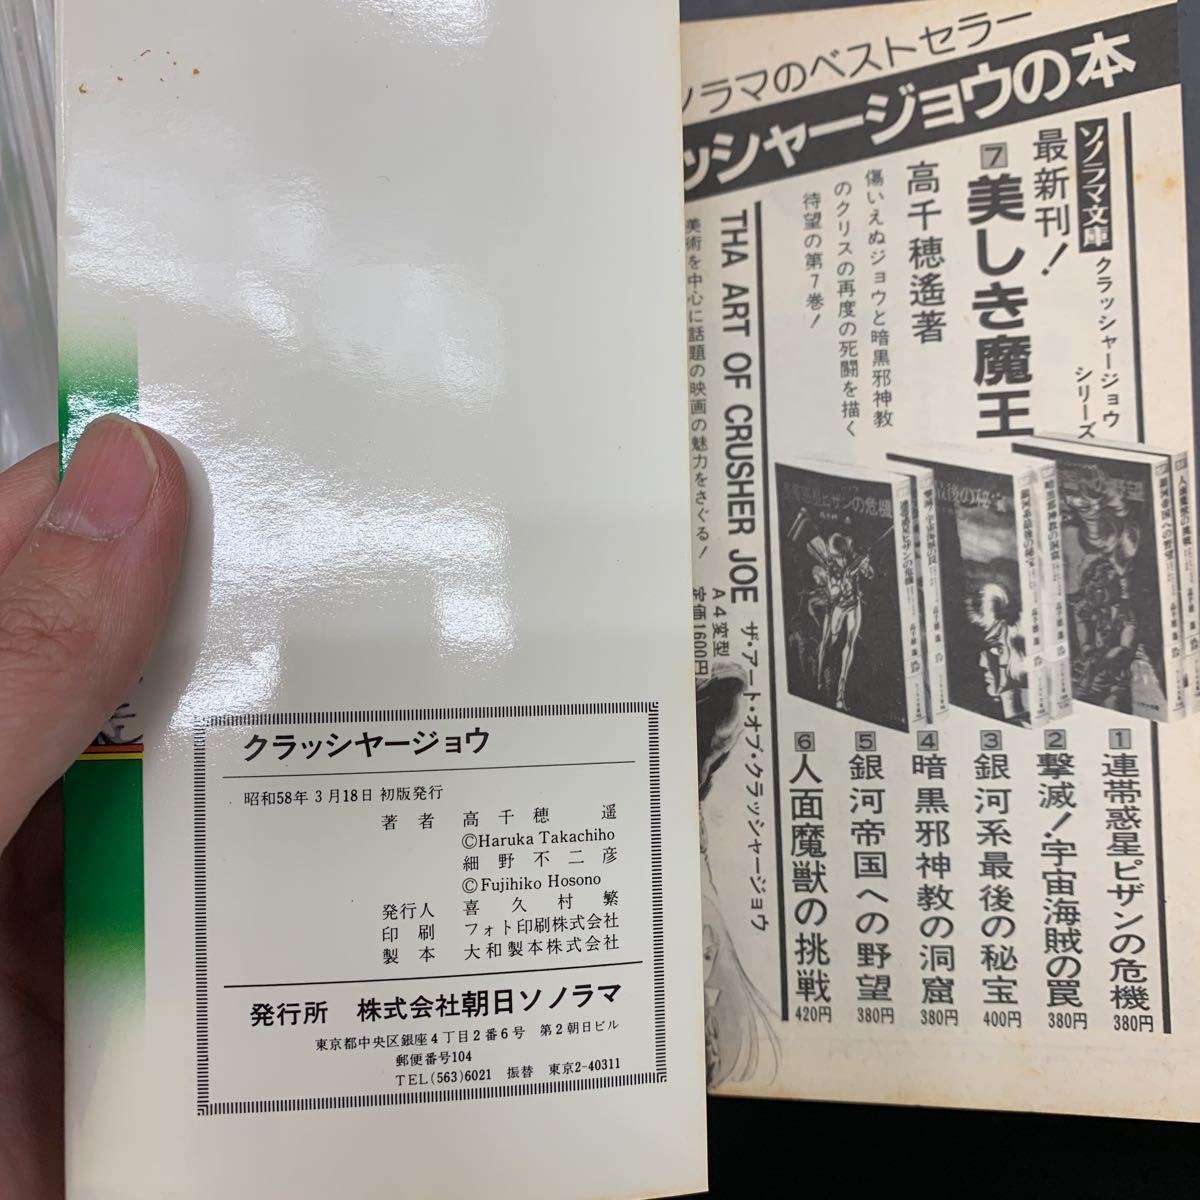 クラッシャージョウ
昭和58年3月18日 初版発行
著者 高千穂 遥
©Haruka Takachiho
細野不二彦
©Fujihiko Hosono
発行人 喜久村 繁
印刷 フォト印刷株式会社
製本 大和製本株式会社
発行所 株式会社朝日ソノラマ
東京都中央区銀座4丁目2番6号 第2朝日ビル
郵便番号104
TEL(563)6021 振替 東京2-40311
ソノラマのベストセラー
ッシャージョウの本
ソノラマ文庫
クラッシャージョウ
シリーズ
最新刊!
7 美しき魔王
高千穂遙著
傷いえぬジョウと暗黒邪神教
のクリスの再度の死闘を描く
待望の第7巻!
THA ART OF CRUSHER JOE
ザ・アート・オブ・クラッシャージョウ
美術を中心に話題の映画の魅力をさぐる!
A4変型
定価1600円
1 連帯惑星ピザンの危機 380円
2 撃滅!宇宙海賊の罠 380円
3 銀河系最後の秘宝 400円
4 暗黒邪神教の洞窟 380円
5 銀河帝国への野望 380円
6 人面魔獣の挑戦 420円